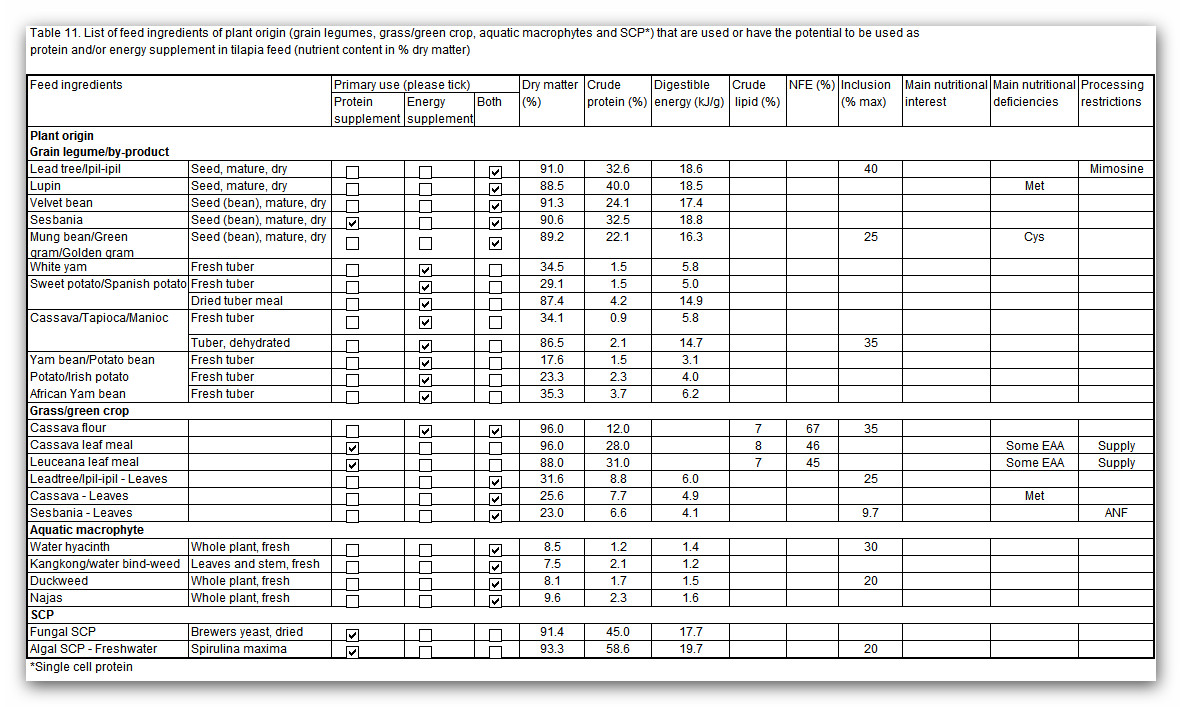 Table 11. List of feed ingredients of plant origin (grain legumes, grass/green crop, aquatic macrophytes and SCP*) that are used or have the potential to be used as
protein and/or energy supplement in tilapia feed (nutrient content in % dry matter)
Feed ingredients Primary use (please tick) Dry matter Crude Digestible Crude NFE (%) Inclusion Main nutritional Main nutritional Processing
Protein Energy Both (%) protein (%) energy (kJ/g) lipid (%) (% max) interest deficiencies restrictions
supplement supplement
Plant origin
Grain legume/by-product
Lead tree/Ipil-ipil Seed, mature, dry ☐ ☐ ☑ 91.0 32.6 18.6 40 Mimosine
Lupin Seed, mature, dry ☐ ☐ ☑ 88.5 40.0 18.5 Met
Velvet bean Seed (bean), mature, dry ☐ ☐ ☑ 91.3 24.1 17.4
Sesbania Seed (bean), mature, dry ☑ ☐ ☑ 90.6 32.5 18.8
Mung bean/Green Seed (bean), mature, dry ☐ ☐ ☑ 89.2 22.1 16.3 25 Cys
gram/Golden gram
White yam Fresh tuber ☐ ☑ ☐ 34.5 1.5 5.8
Sweet potato/Spanish potato Fresh tuber ☐ ☑ ☐ 29.1 1.5 5.0
Dried tuber meal ☐ ☑ ☐ 87.4 4.2 14.9
Cassava/Tapioca/Manioc Fresh tuber ☐ ☑ ☐ 34.1 0.9 5.8
Tuber, dehydrated ☐ ☑ ☐ 86.5 2.1 14.7 35
Yam bean/Potato bean Fresh tuber ☐ ☑ ☐ 17.6 1.5 3.1
Potato/Irish potato Fresh tuber ☐ ☑ ☐ 23.3 2.3 4.0
African Yam bean Fresh tuber ☐ ☑ ☐ 35.3 3.7 6.2
Grass/green crop
Cassava flour ☐ ☑ ☑ 96.0 12.0 7 67 35
Cassava leaf meal ☑ ☐ ☐ 96.0 28.0 8 46 Some EAA Supply
Leuceana leaf meal ☑ ☐ ☐ 88.0 31.0 7 45 Some EAA Supply
Leadtree/Ipil-ipil - Leaves ☐ ☐ ☑ 31.6 8.8 6.0 25
Cassava - Leaves ☐ ☐ ☑ 25.6 7.7 4.9 Met
Sesbania - Leaves ☐ ☐ ☑ 23.0 6.6 4.1 9.7 ANF
Aquatic macrophyte
Water hyacinth Whole plant, fresh ☐ ☐ ☑ 8.5 1.2 1.4 30
Kangkong/water bind-weed Leaves and stem, fresh ☐ ☐ ☑ 7.5 2.1 1.2
Duckweed Whole plant, fresh ☐ ☐ ☑ 8.1 1.7 1.5 20
Najas Whole plant, fresh ☐ ☐ ☑ 9.6 2.3 1.6
SCP
Fungal SCP Brewers yeast, dried ☑ ☐ ☐ 91.4 45.0 17.7
Algal SCP - Freshwater Spirulina maxima ☑ ☐ ☐ 93.3 58.6 19.7 20
*Single cell protein